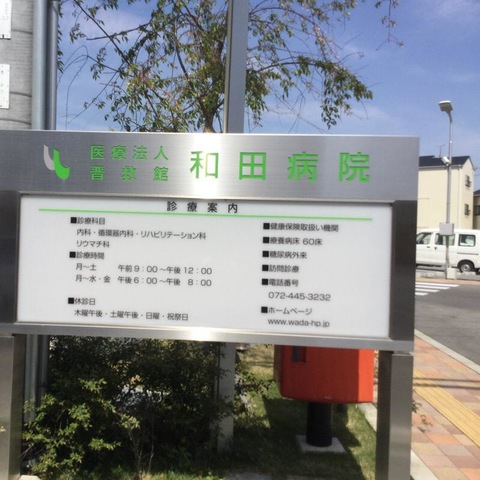 医療法人
晋救館
和田病院
診療案内
■診療科目
内科・循環器内科・リハビリテーション科
リウマチ科
■診療時間
月〜土 午前 9：00〜午後 12：00
月〜水・金 午後 6：00〜午後 8：00
■休診日
木曜午後・土曜午後・日曜・祝祭日
■健康保険取扱い機関
■療養病床 60床
■糖尿病外来
■訪問診療
■電話番号
072-445-3232
■ホームページ
www.wada-hp.jp